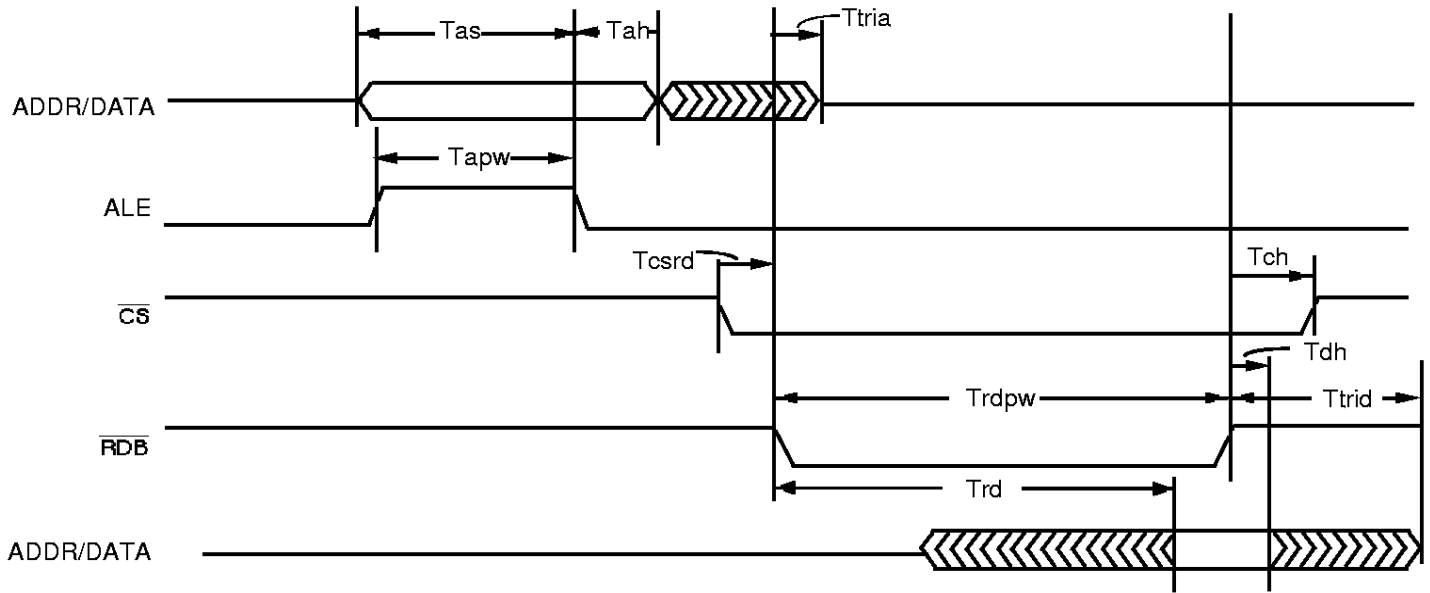 Ttria
Tas
Tah
ADDR/DATA
Tapw
ALE
Tcsrd
Tch
CS
Tdh
Trdpw
Ttrid
RDB
Trd
ADDR/DATA